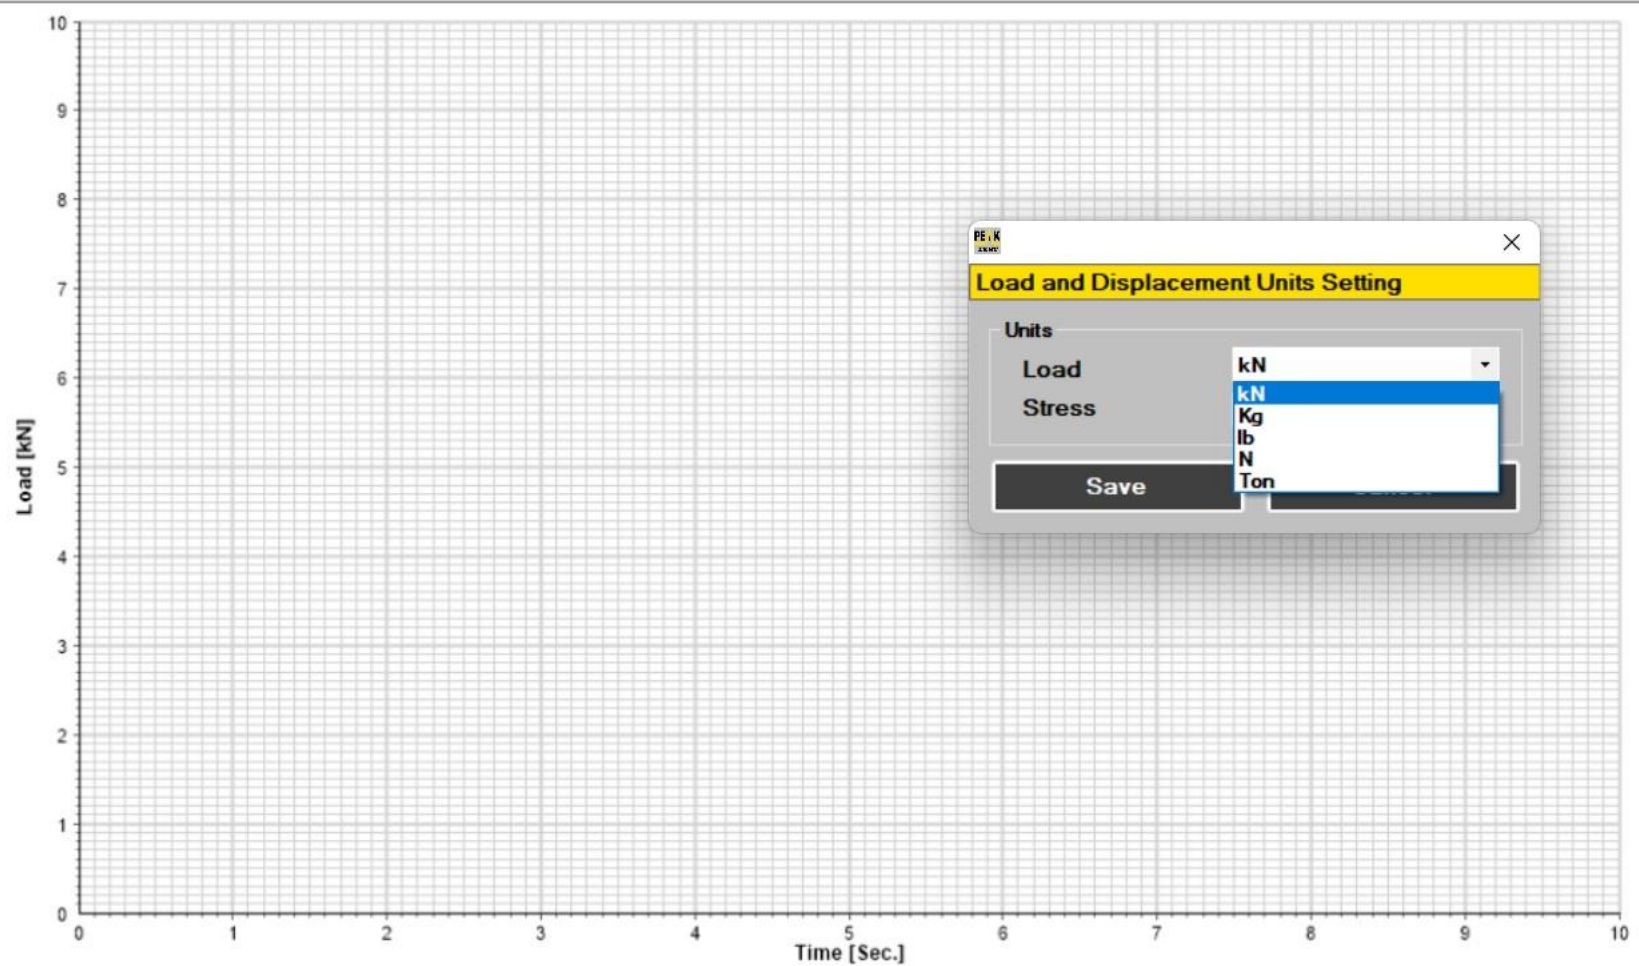 10
9
8
7
6
5
4
3
2
1
0
Load [kN]
0 1 2 3 4 5 6 7 8 9 10
Time [Sec.]
PEAK
Load and Displacement Units Setting
Units
Load kN
Stress
kN
Kg
lb
N
Ton
Save